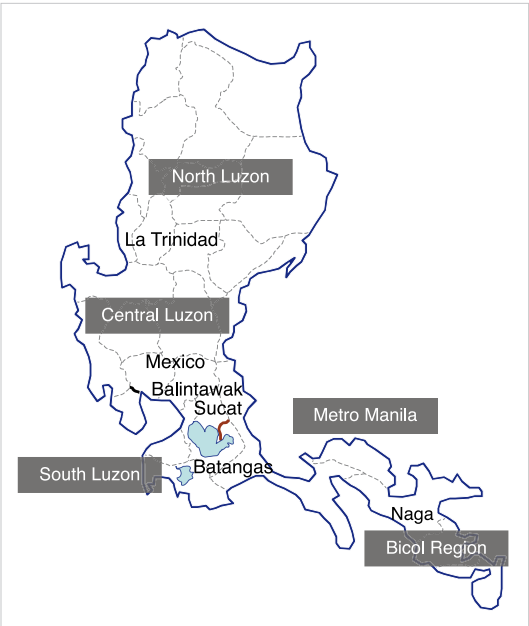 North Luzon
La Trinidad
Central Luzon
Mexico
Balintawak
Sucat
Metro Manila
Batangas
South Luzon
Naga
Bicol Region